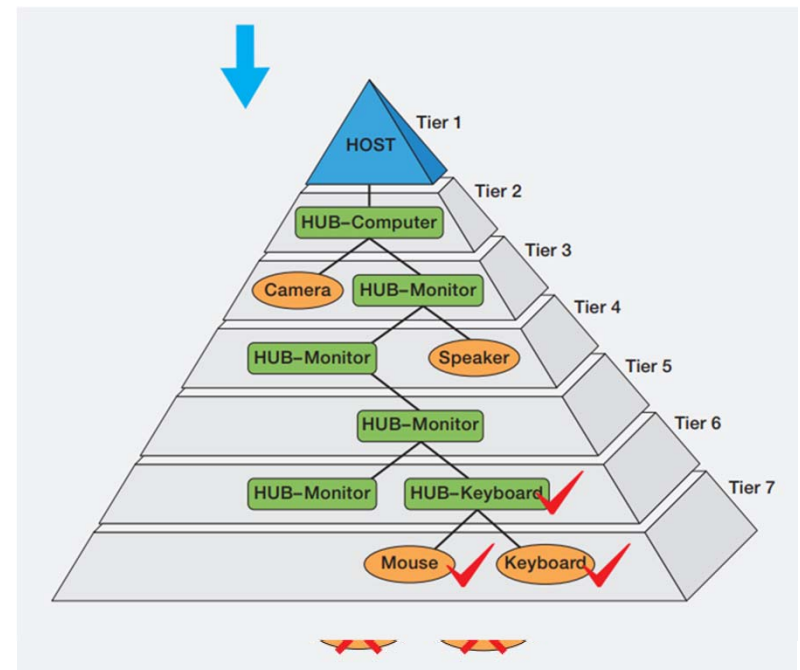 Tier 1
HOST
Tier 2
HUB–Computer
Tier 3
Camera
HUB–Monitor
Tier 4
HUB–Monitor
Speaker
Tier 5
HUB–Monitor
Tier 6
HUB–Monitor
HUB–Keyboard
Tier 7
Mouse
Keyboard